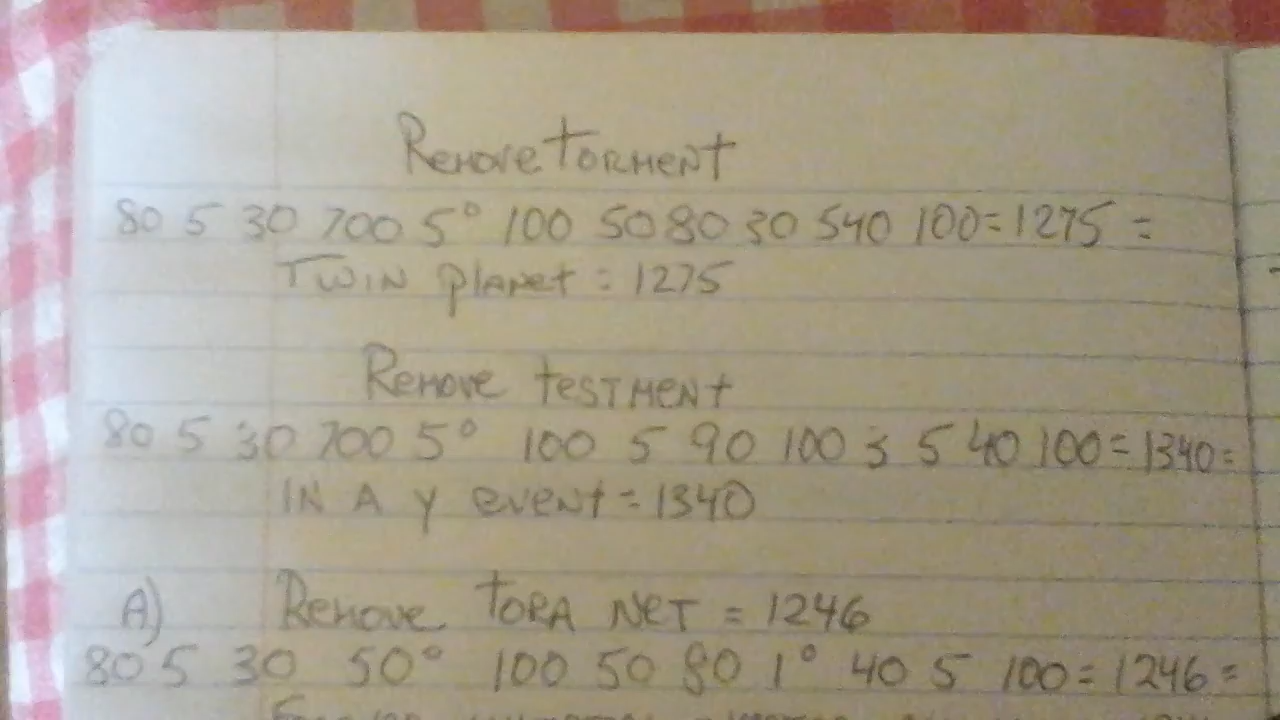 Remove Torment
80 5 30 700 5° 100 50 80 30 540 100=1275 =
Twin planet = 1275
Remove testment
80 5 30 700 5° 100 5 90 100 3 5 40 100=1340=
IN A y event = 1340
A) Remove TORA NET = 1246
80 5 30 50° 100 50 80 1° 40 5 100=1246=